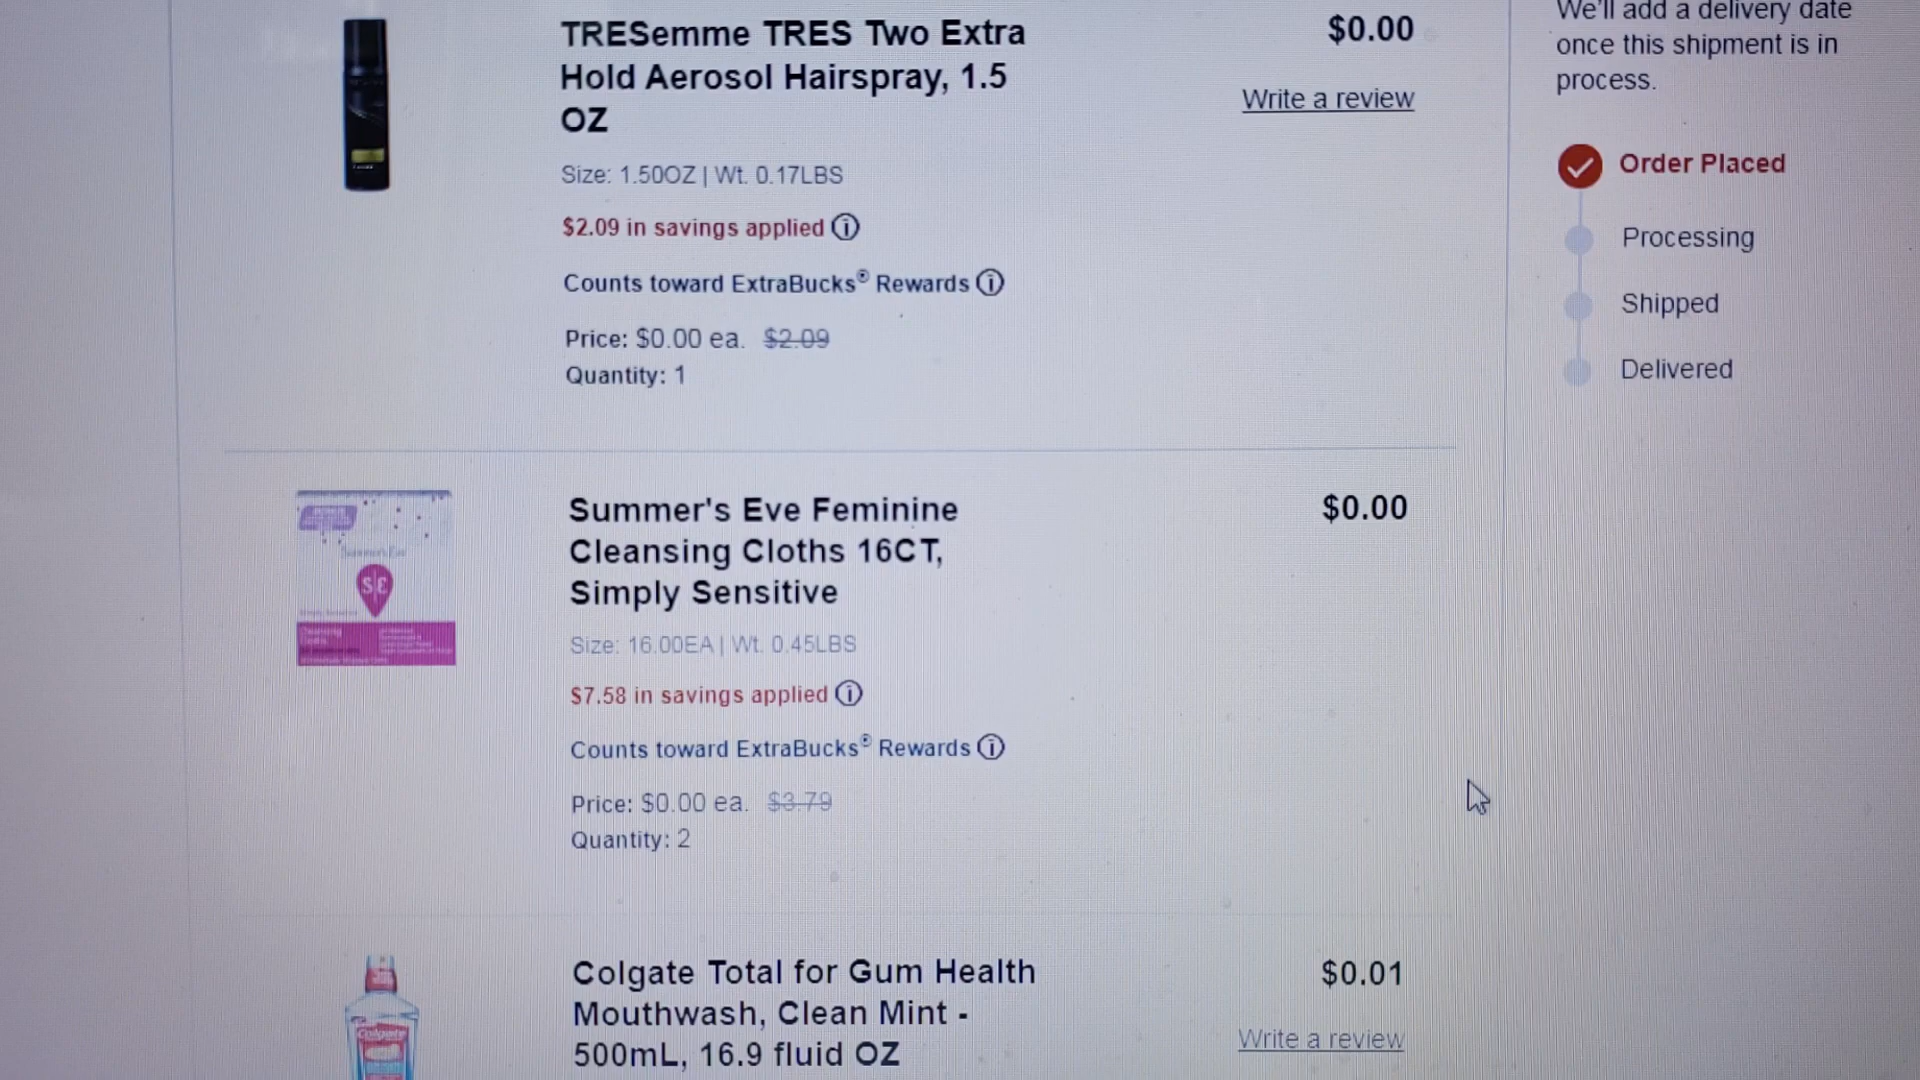 TRESemme TRES Two Extra
Hold Aerosol Hairspray, 1.5
OZ
Size: 1.50OZ | Wt. 0.17LBS
$2.09 in savings applied
Counts toward ExtraBucks® Rewards
Price: $0.00 ea. $2.09
Quantity: 1
$0.00
Write a review
We'll add a delivery date
once this shipment is in
process.
Order Placed
Processing
Shipped
Delivered
Summer's Eve
S|E
Summer's Eve Feminine
Cleansing Cloths 16CT,
Simply Sensitive
Size: 16.00EA | Wt. 0.45LBS
$7.58 in savings applied
Counts toward ExtraBucks® Rewards
Price: $0.00 ea. $3.79
Quantity: 2
$0.00
Colgate
Colgate Total for Gum Health
Mouthwash, Clean Mint -
500mL, 16.9 fluid OZ
$0.01
Write a review